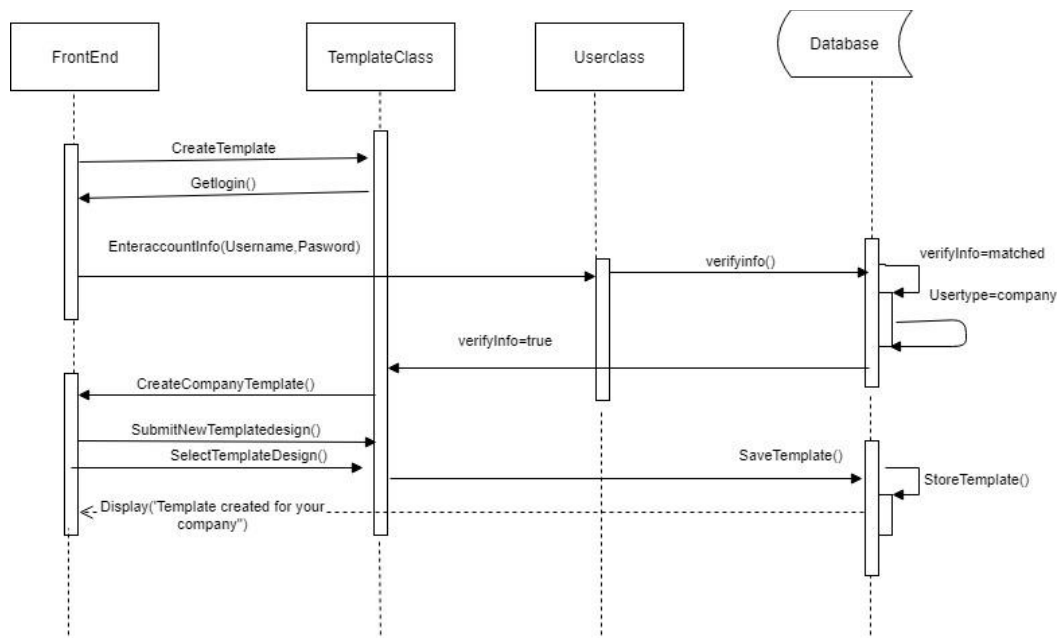 FrontEnd
TemplateClass
Userclass
Database
CreateTemplate
Getlogin()
EnteraccountInfo(Username,Pasword)
verifyinfo()
verifyInfo=matched
Usertype=company
verifyInfo=true
CreateCompanyTemplate()
SubmitNewTemplatedesign()
SelectTemplateDesign()
SaveTemplate()
StoreTemplate()
Display('Template created for your
company")